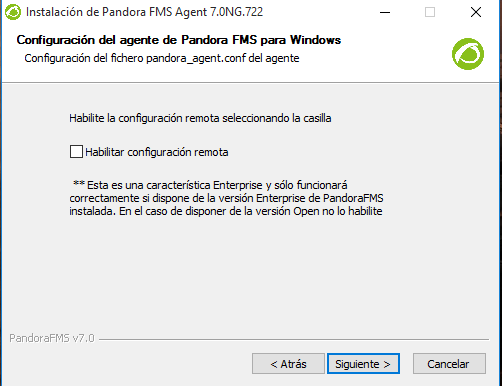 Instalación de Pandora FMS Agent 7.0NG.722
Configuración del agente de Pandora FMS para Windows
Configuración del fichero pandora_agent.conf del agente
Habilite la configuración remota seleccionando la casilla
Habilitar configuración remota
** Esta es una característica Enterprise y sólo funcionará
correctamente si dispone de la versión Enterprise de PandoraFMS
instalada. En el caso de disponer de la versión Open no lo habilite
PandoraFMS v7.0
< Atrás
Siguiente >
Cancelar